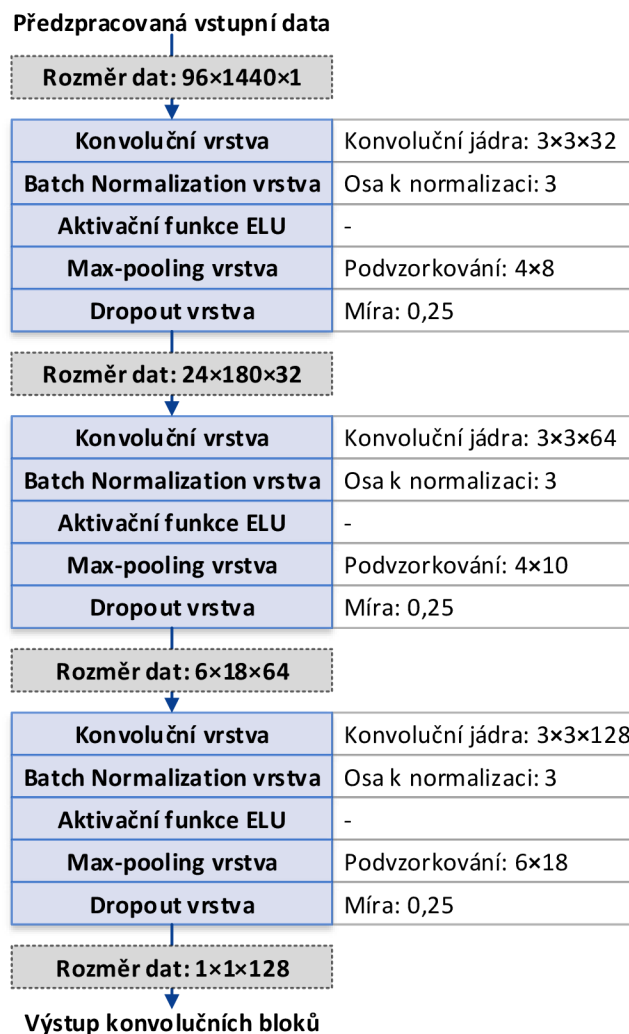 Předzpracovaná vstupní data
Rozměr dat: 96×1440×1
Konvoluční vrstva Konvoluční jádra: 3×3×32
Batch Normalization vrstva Osa k normalizaci: 3
Aktivační funkce ELU -
Max-pooling vrstva Podvzorkování: 4×8
Dropout vrstva Míra: 0,25
Rozměr dat: 24×180×32
Konvoluční vrstva Konvoluční jádra: 3×3×64
Batch Normalization vrstva Osa k normalizaci: 3
Aktivační funkce ELU -
Max-pooling vrstva Podvzorkování: 4×10
Dropout vrstva Míra: 0,25
Rozměr dat: 6×18×64
Konvoluční vrstva Konvoluční jádra: 3×3×128
Batch Normalization vrstva Osa k normalizaci: 3
Aktivační funkce ELU -
Max-pooling vrstva Podvzorkování: 6×18
Dropout vrstva Míra: 0,25
Rozměr dat: 1×1×128
Výstup konvolučních bloků